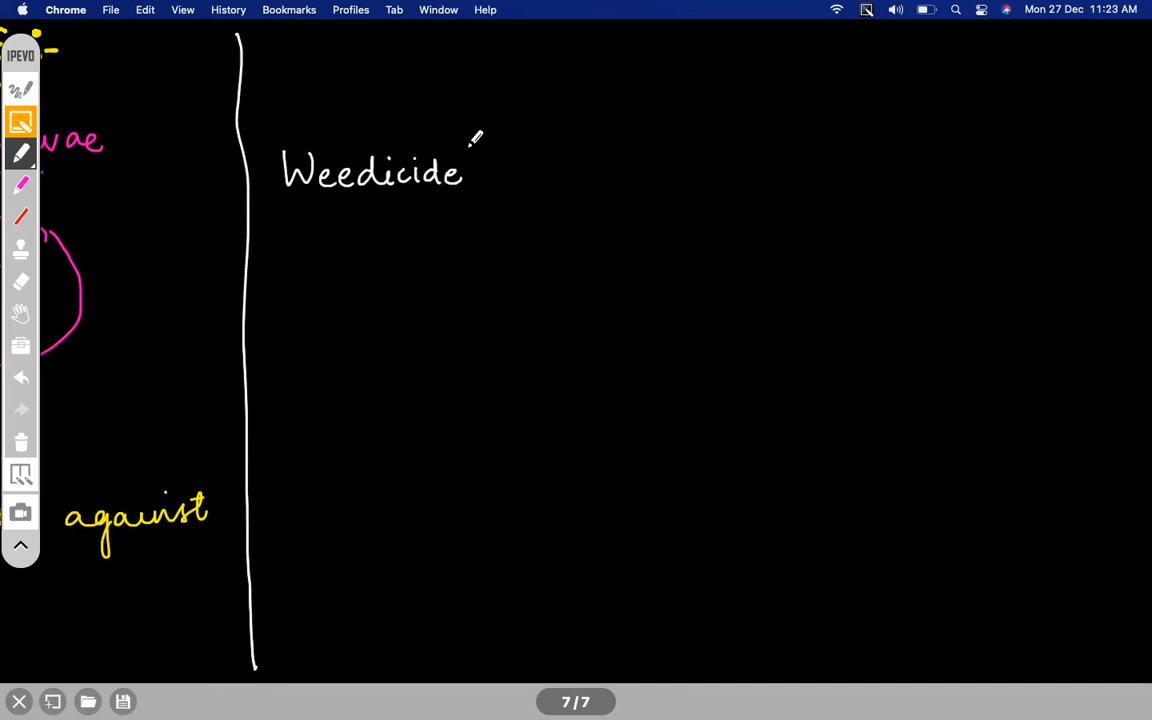 Chrome File Edit View History Bookmarks Profiles Tab Window Help Mon 27 Dec 11:23 AM
IPEVO
vae
Weedicide
against
7/7